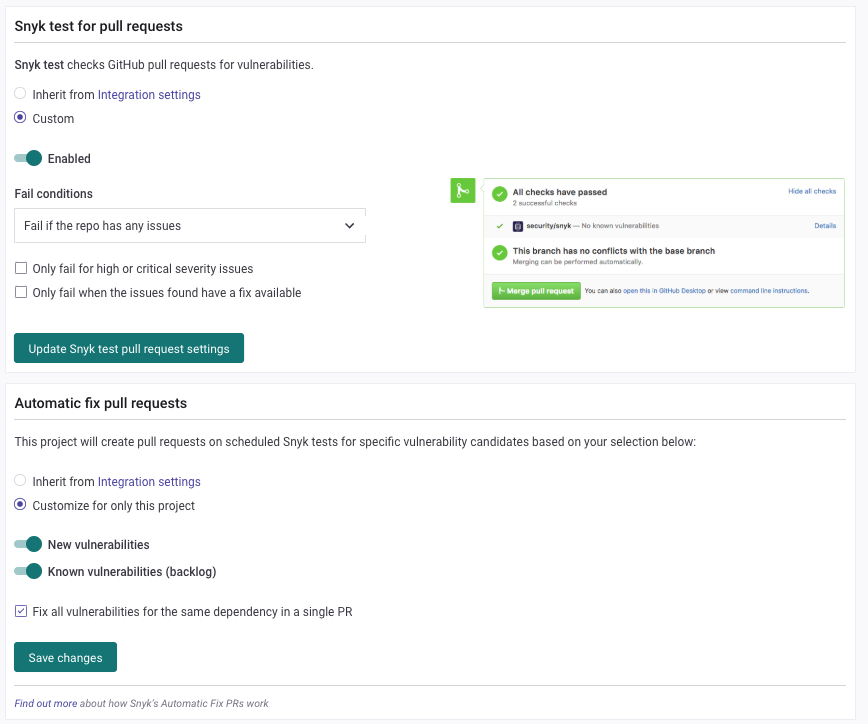 Snyk test for pull requests
Snyk test checks GitHub pull requests for vulnerabilities.
Inherit from Integration settings
Custom
Enabled
Fail conditions
Fail if the repo has any issues
Only fail for high or critical severity issues
Only fail when the issues found have a fix available
Update Snyk test pull request settings
All checks have passed
Hide all checks
2 successful checks
security/snyk — No known vulnerabilities
Details
This branch has no conflicts with the base branch
Merging can be performed automatically.
Merge pull request
You can also open this in GitHub Desktop or view command line instructions.
Automatic fix pull requests
This project will create pull requests on scheduled Snyk tests for specific vulnerability candidates based on your selection below:
Inherit from Integration settings
Customize for only this project
New vulnerabilities
Known vulnerabilities (backlog)
Fix all vulnerabilities for the same dependency in a single PR
Save changes
Find out more about how Snyk's Automatic Fix PRs work